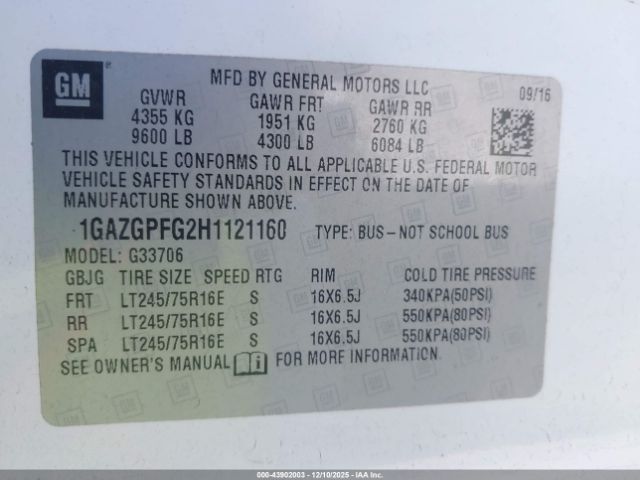 GM
MFD BY GENERAL MOTORS LLC
09/16
GVWR GAWR FRT GAWR RR
4355 KG 1951 KG 2760 KG
9600 LB 4300 LB 6084 LB
THIS VEHICLE CONFORMS TO ALL APPLICABLE U.S. FEDERAL MOTOR
VEHICLE SAFETY STANDARDS IN EFFECT ON THE DATE OF
MANUFACTURE SHOWN ABOVE.
1GAZGPFG2H1121160 TYPE: BUS-NOT SCHOOL BUS
MODEL: G33706
GBJG TIRE SIZE SPEED RTG RIM COLD TIRE PRESSURE
FRT LT245/75R16E S 16X6.5J 340KPA(50PSI)
RR LT245/75R16E S 16X6.5J 550KPA(80PSI)
SPA LT245/75R16E S 16X6.5J 550KPA(80PSI)
SEE OWNER'S MANUAL FOR MORE INFORMATION.
000-43902003 - 12/10/2025 - iaai.com